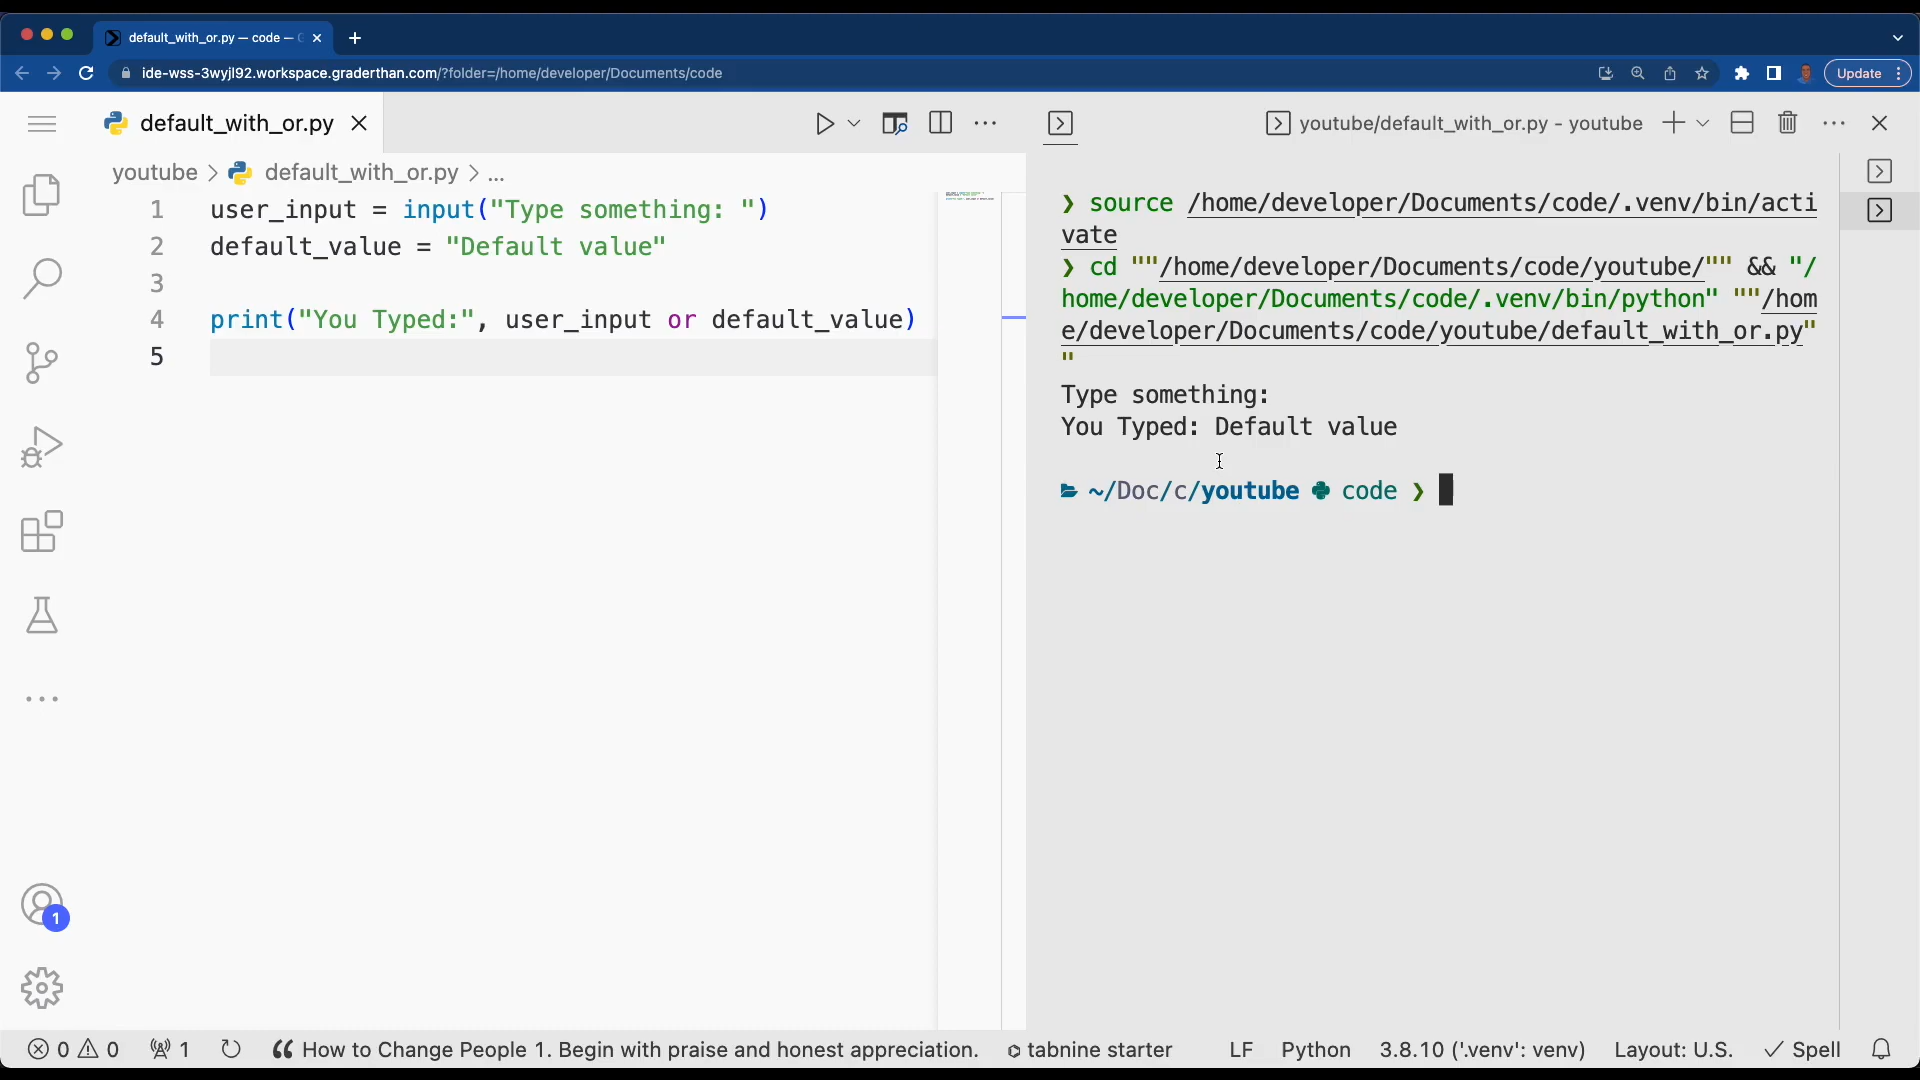 default_with_or.py — code —
ide-wss-3wyjl92.workspace.graderthan.com/?folder=/home/developer/Documents/code
Update
default_with_or.py
youtube/default_with_or.py - youtube
youtube > default_with_or.py > ...
1 user_input = input("Type something: ")
2 default_value = "Default value"
3
4 print("You Typed:", user_input or default_value)
5
❯ source /home/developer/Documents/code/.venv/bin/acti
vate
❯ cd ""/home/developer/Documents/code/youtube/"" && "/
home/developer/Documents/code/.venv/bin/python" ""/hom
e/developer/Documents/code/youtube/default_with_or.py"
"
Type something:
You Typed: Default value
~/Doc/c/youtube code ❯
1
0 0 1 How to Change People 1. Begin with praise and honest appreciation. tabnine starter LF Python 3.8.10 ('.venv': venv) Layout: U.S. Spell